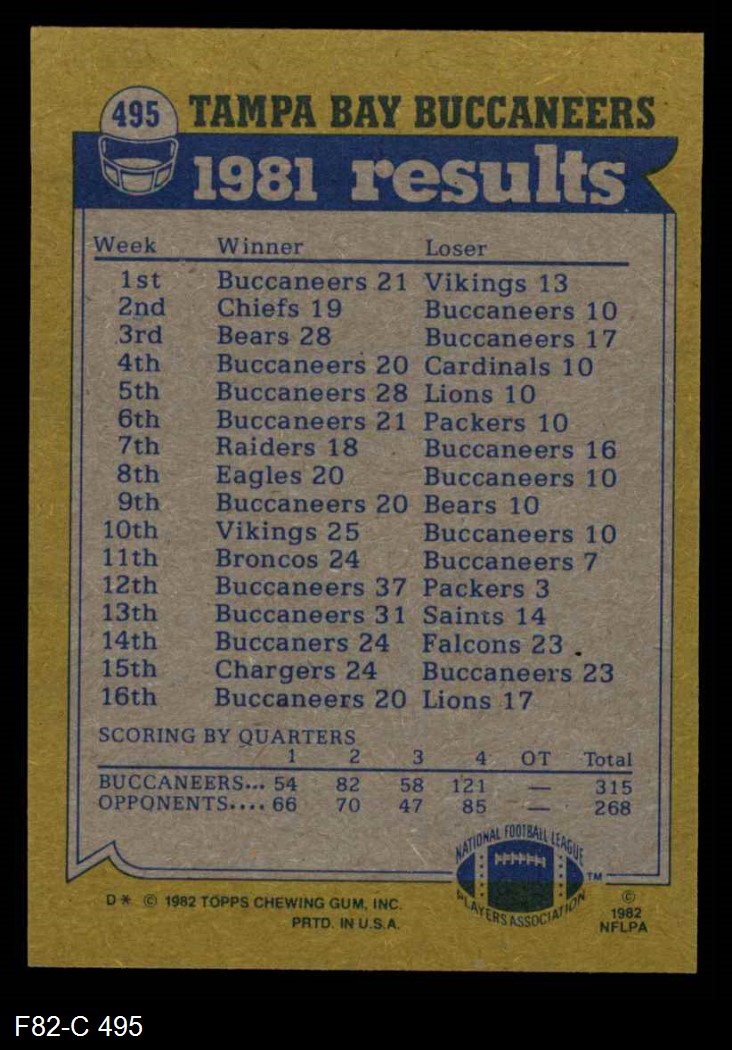 495 TAMPA BAY BUCCANEERS
1981 results
Week Winner Loser
1st Buccaneers 21 Vikings 13
2nd Chiefs 19 Buccaneers 10
3rd Bears 28 Buccaneers 17
4th Buccaneers 20 Cardinals 10
5th Buccaneers 28 Lions 10
6th Buccaneers 21 Packers 10
7th Raiders 18 Buccaneers 16
8th Eagles 20 Buccaneers 10
9th Buccaneers 20 Bears 10
10th Vikings 25 Buccaneers 10
11th Broncos 24 Buccaneers 7
12th Buccaneers 37 Packers 3
13th Buccaneers 31 Saints 14
14th Buccaners 24 Falcons 23
15th Chargers 24 Buccaneers 23
16th Buccaneers 20 Lions 17
SCORING BY QUARTERS
1 2 3 4 OT Total
BUCCANEERS... 54 82 58 121 — 315
OPPONENTS.... 66 70 47 85 — 268
NATIONAL FOOTBALL LEAGUE
PLAYERS ASSOCIATION
TM
D* © 1982 TOPPS CHEWING GUM, INC.
PRTD. IN U.S.A.
©
1982
NFLPA
F82-C 495